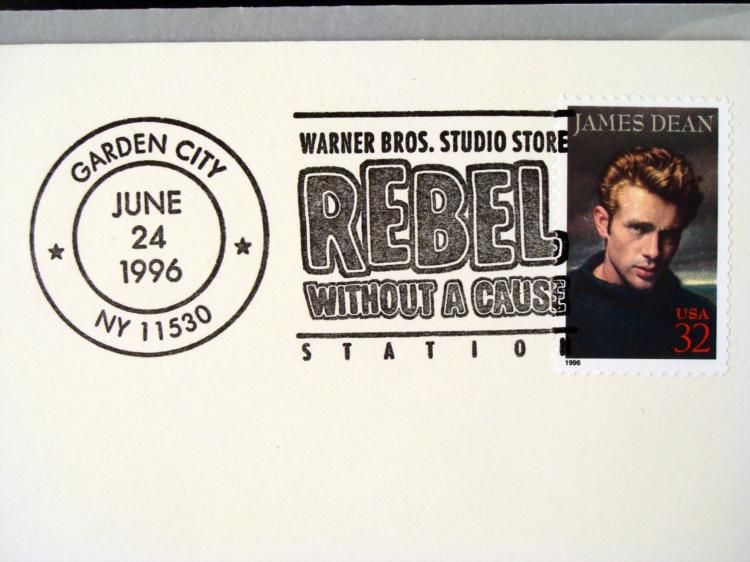 GARDEN CITY
JUNE
24
1996
NY 11530
WARNER BROS. STUDIO STORE
REBEL
WITHOUT A CAUSE
STATION
JAMES DEAN
USA
32
1996